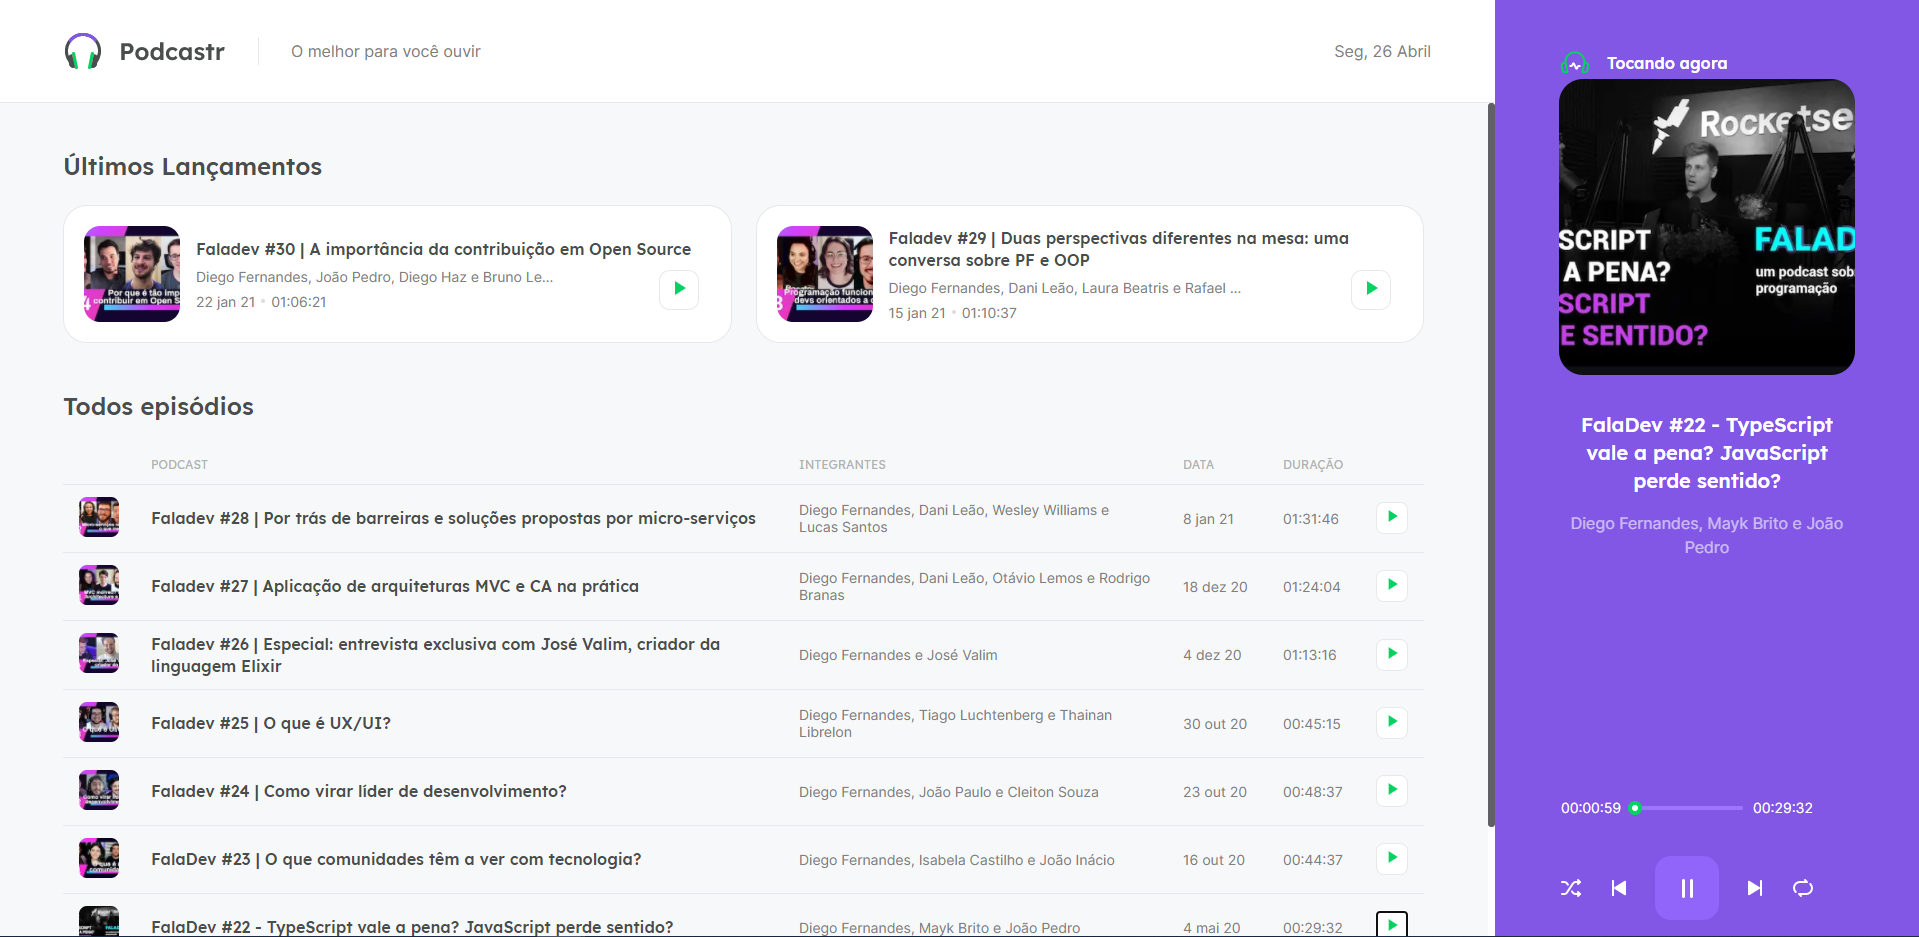 Podcastr
O melhor para você ouvir
Seg, 26 Abril
Últimos Lançamentos
Faladev #30 | A importância da contribuição em Open Source
Diego Fernandes, João Pedro, Diego Haz e Bruno Le...
22 jan 21 • 01:06:21
Por que é tão imp
contribuir em Open S
Faladev #29 | Duas perspectivas diferentes na mesa: uma
conversa sobre PF e OOP
Diego Fernandes, Dani Leão, Laura Beatris e Rafael ...
15 jan 21 • 01:10:37
Programação funcion
devs orientados a
Todos episódios
PODCAST INTEGRANTES DATA DURAÇÃO
Faladev #28 | Por trás de barreiras e soluções propostas por micro-serviços
Diego Fernandes, Dani Leão, Wesley Williams e
Lucas Santos
8 jan 21
01:31:46
Faladev #27 | Aplicação de arquiteturas MVC e CA na prática
Diego Fernandes, Dani Leão, Otávio Lemos e Rodrigo
Branas
18 dez 20
01:24:04
Faladev #26 | Especial: entrevista exclusiva com José Valim, criador da
linguagem Elixir
Diego Fernandes e José Valim
4 dez 20
01:13:16
Faladev #25 | O que é UX/UI?
Diego Fernandes, Tiago Luchtenberg e Thainan
Librelon
30 out 20
00:45:15
Faladev #24 | Como virar líder de desenvolvimento?
Diego Fernandes, João Paulo e Cleiton Souza
23 out 20
00:48:37
FalaDev #23 | O que comunidades têm a ver com tecnologia?
Diego Fernandes, Isabela Castilho e João Inácio
16 out 20
00:44:37
FalaDev #22 - TypeScript vale a pena? JavaScript perde sentido?
Diego Fernandes, Mayk Brito e João Pedro
4 mai 20
00:29:32
Tocando agora
Rocketse
SCRIPT
A PENA?
SCRIPT
E SENTIDO?
FALAD
um podcast sob
programação
FalaDev #22 - TypeScript
vale a pena? JavaScript
perde sentido?
Diego Fernandes, Mayk Brito e João
Pedro
00:00:59
00:29:32